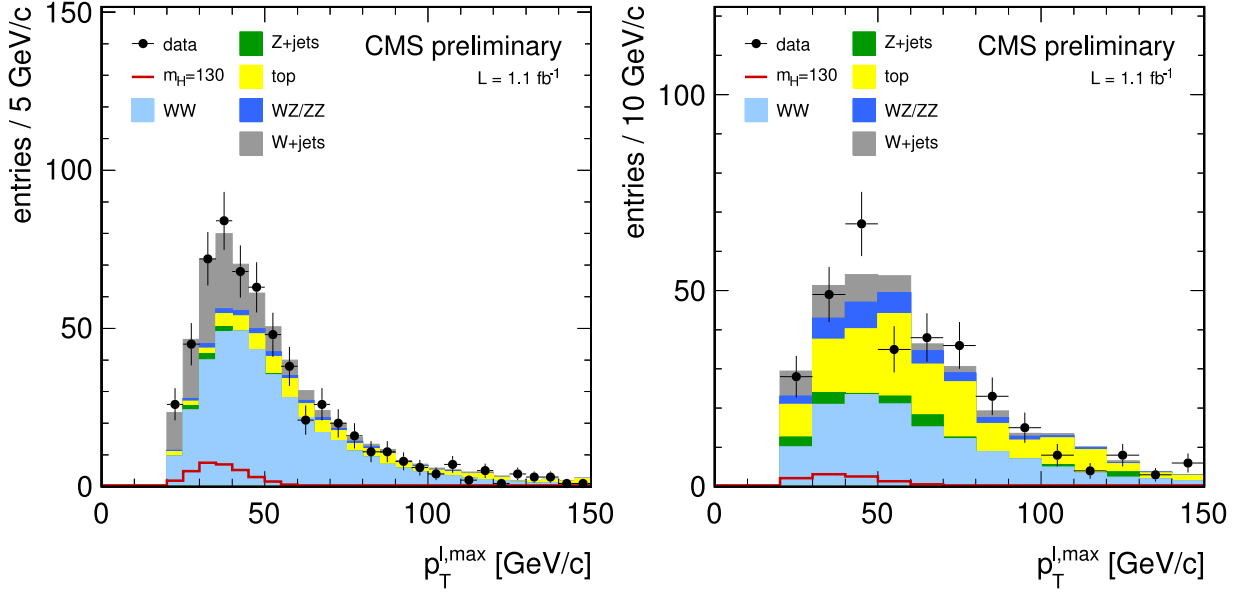 entries / 5 GeV/c
150
100
50
0
data
m_H=130
WW
Z+jets
top
WZ/ZZ
W+jets
CMS preliminary
L = 1.1 fb⁻¹
0 50 100 150
p_T^{l,max} [GeV/c]
entries / 10 GeV/c
100
50
0
data
m_H=130
WW
Z+jets
top
WZ/ZZ
W+jets
CMS preliminary
L = 1.1 fb⁻¹
0 50 100 150
p_T^{l,max} [GeV/c]